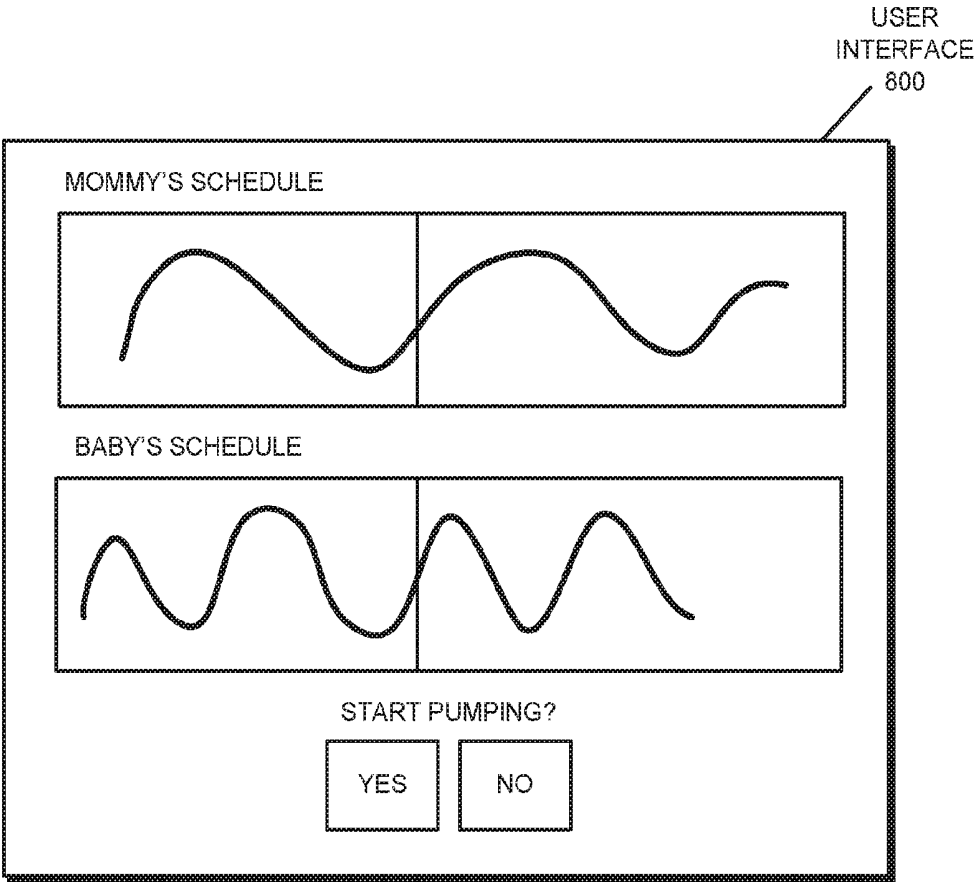 USER
INTERFACE
800
MOMMY'S SCHEDULE
BABY'S SCHEDULE
START PUMPING?
YES NO